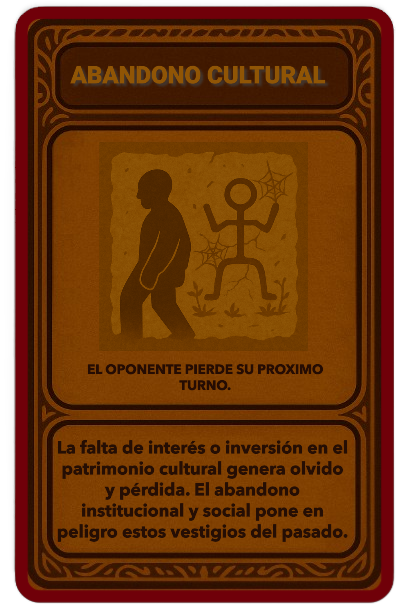 ABANDONO CULTURAL
EL OPONENTE PIERDE SU PROXIMO
TURNO.
La falta de interés o inversión en el
patrimonio cultural genera olvido
y pérdida. El abandono
institucional y social pone en
peligro estos vestigios del pasado.